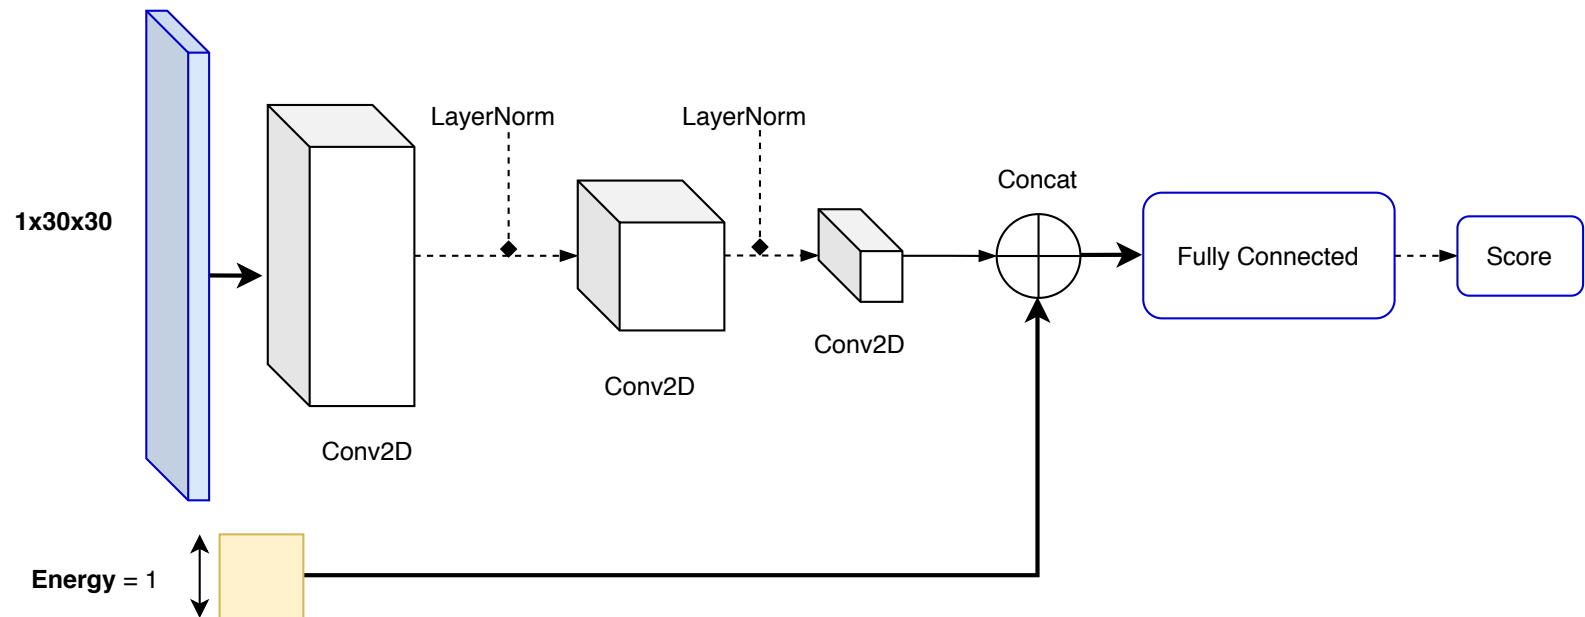 LayerNorm
LayerNorm
Concat
1x30x30
Fully Connected
Score
Conv2D
Conv2D
Conv2D
Energy = 1